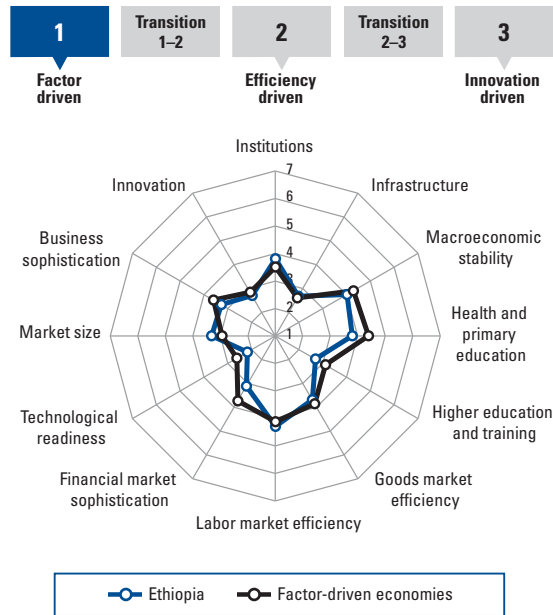 1
Transition
1–2
2
Transition
2–3
3
Factor
driven
Efficiency
driven
Innovation
driven
Institutions
Infrastructure
Macroeconomic
stability
Health and
primary
education
Higher education
and training
Goods market
efficiency
Labor market efficiency
Financial market
sophistication
Technological
readiness
Market size
Business
sophistication
Innovation
7
6
5
4
3
2
1
Ethiopia
Factor-driven economies